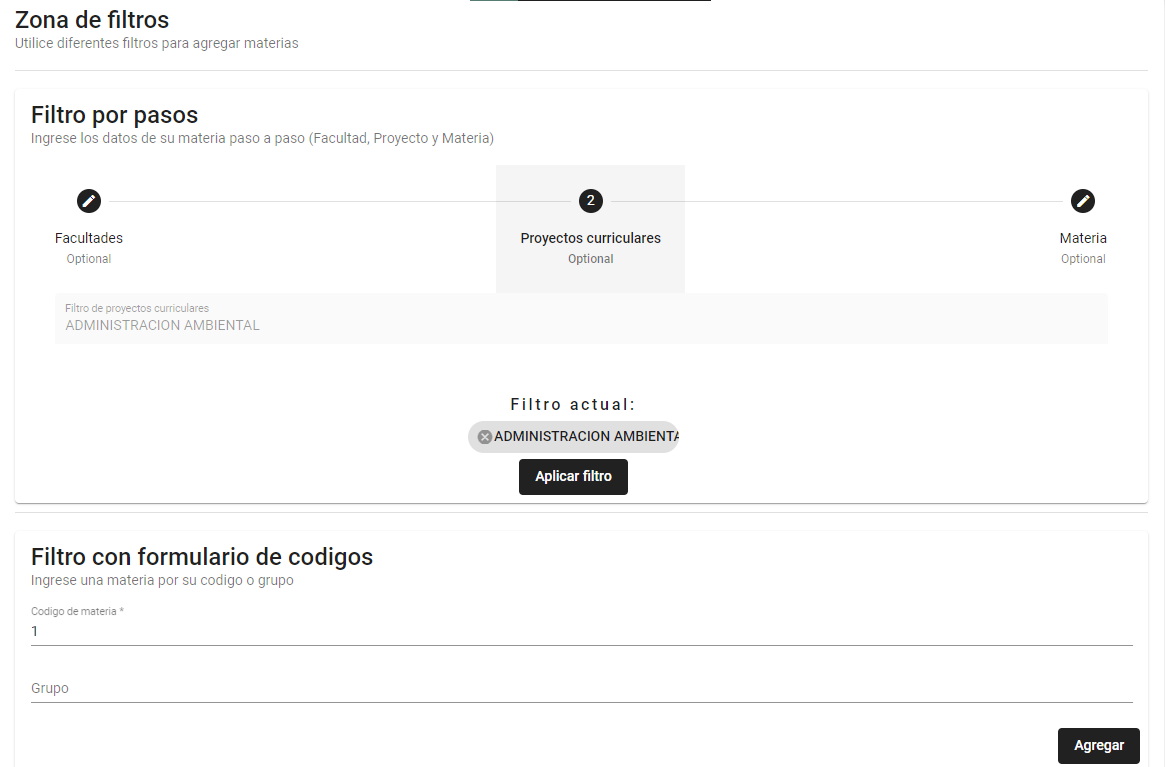 Zona de filtros
Utilice diferentes filtros para agregar materias
Filtro por pasos
Ingrese los datos de su materia paso a paso (Facultad, Proyecto y Materia)
2
Facultades
Optional
Proyectos curriculares
Optional
Materia
Optional
Filtro de proyectos curriculares
ADMINISTRACION AMBIENTAL
Filtro actual:
ADMINISTRACION AMBIENTA
Aplicar filtro
Filtro con formulario de codigos
Ingrese una materia por su codigo o grupo
Codigo de materia *
1
Grupo
Agregar